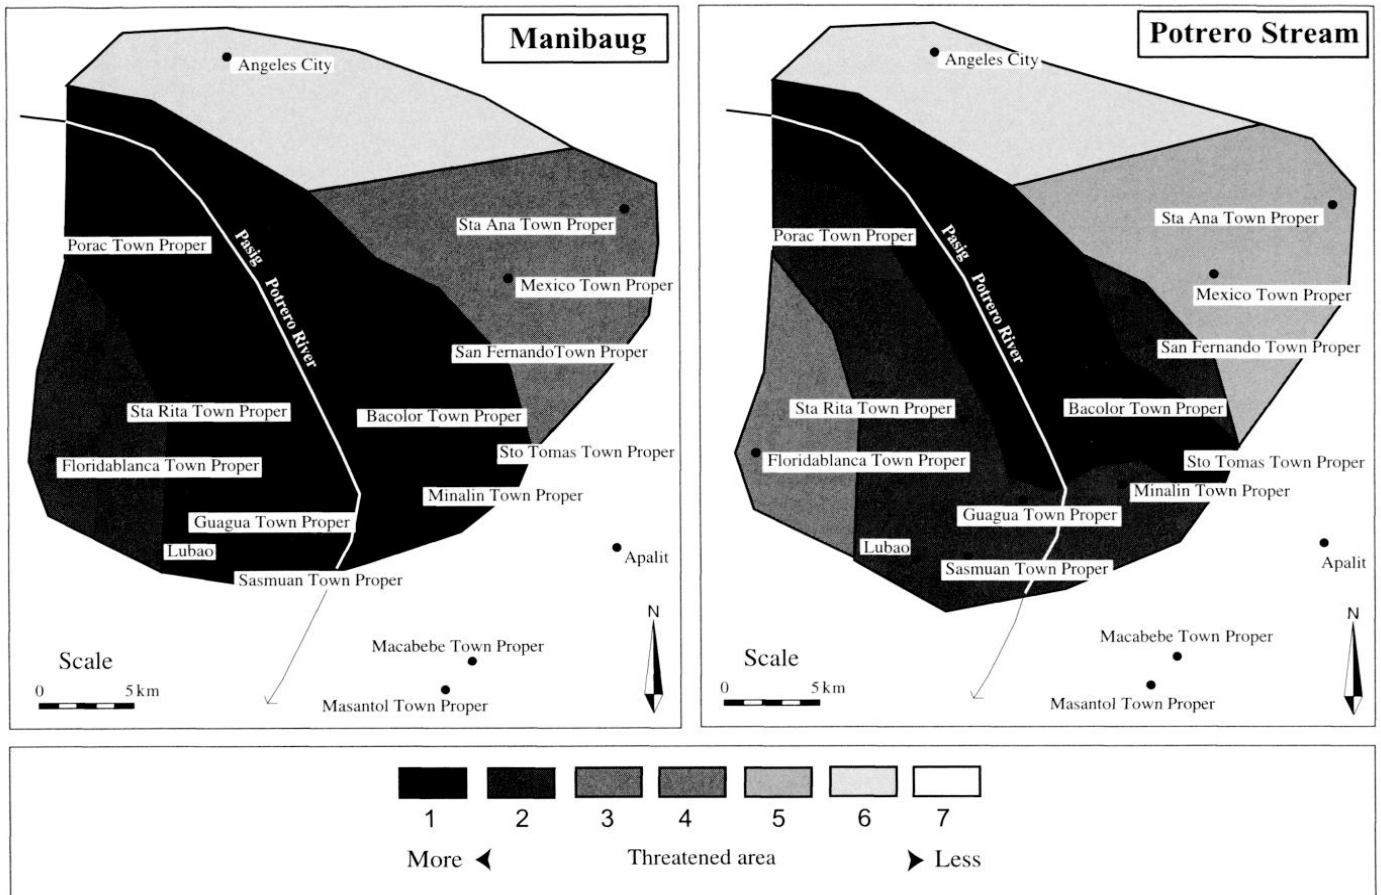 Manibaug
Angeles City
Sta Ana Town Proper
Porac Town Proper
Pasig Potrero River
Mexico Town Proper
San FernandoTown Proper
Sta Rita Town Proper
Bacolor Town Proper
Sto Tomas Town Proper
Floridablanca Town Proper
Minalin Town Proper
Guagua Town Proper
Lubao
Apalit
Sasmuan Town Proper
N
Macabebe Town Proper
Scale
0 5 km
Masantol Town Proper
Potrero Stream
Angeles City
Sta Ana Town Proper
Porac Town Proper
Pasig Potrero River
Mexico Town Proper
San Fernando Town Proper
Sta Rita Town Proper
Bacolor Town Proper
Floridablanca Town Proper
Sto Tomas Town Proper
Minalin Town Proper
Guagua Town Proper
Lubao
Apalit
Sasmuan Town Proper
N
Macabebe Town Proper
Scale
0 5 km
Masantol Town Proper
1 2 3 4 5 6 7
More Threatened area Less